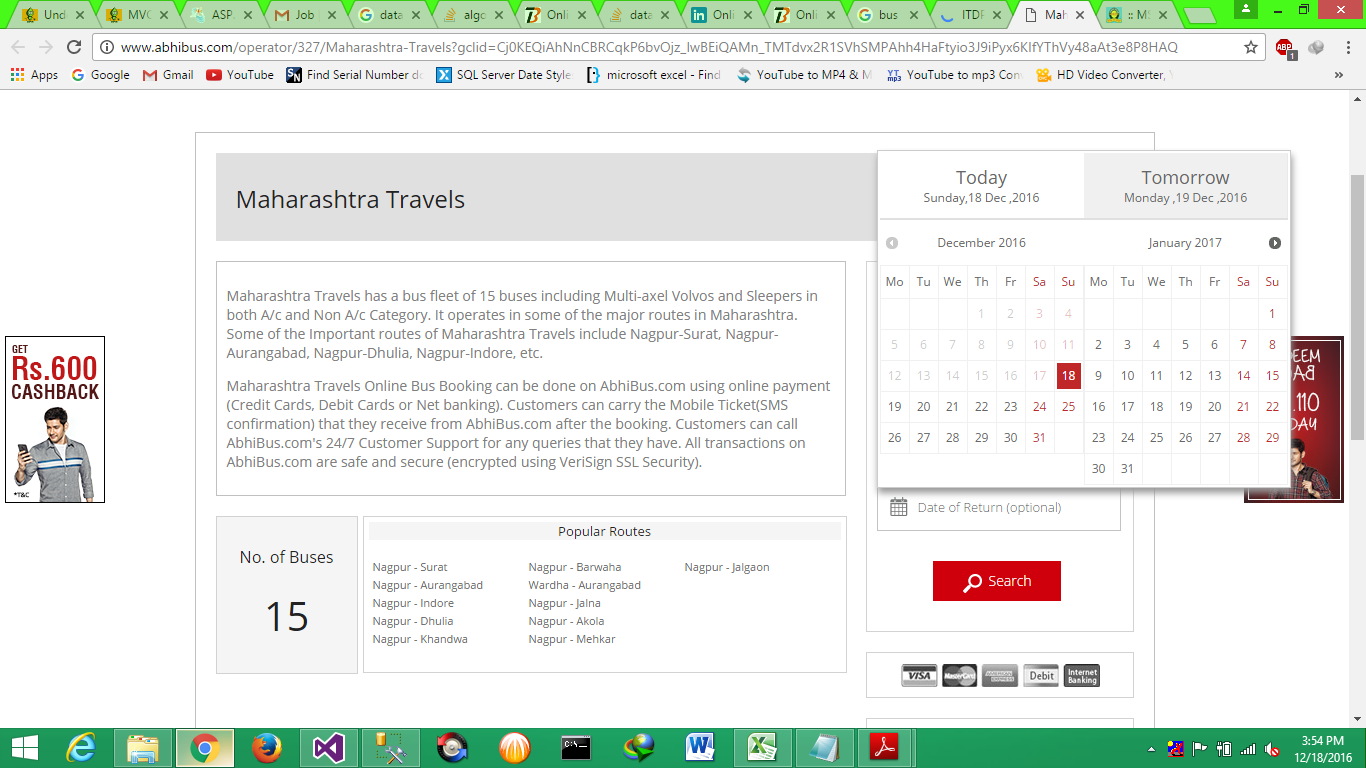 Und
MVC
ASP.
Job
data
algo
Onli
data
Onli
Onli
bus
ITDP
Mah
:: MS
www.abhibus.com/operator/327/Maharashtra-Travels?gclid=
Apps
Google
Gmail
YouTube
Find Serial Number do
SQL Server Date Style
microsoft excel - Find
YouTube to MP4 & M
YouTube to mp3 Con
HD Video Converter,
Maharashtra Travels
Today
Sunday,18 Dec ,2016
Tomorrow
Monday ,19 Dec ,2016
December 2016
January 2017
Mo Tu We Th Fr Sa Su Mo Tu We Th Fr Sa Su
1 2 3 4 1
5 6 7 8 9 10 11 2 3 4 5 6 7 8
12 13 14 15 16 17 18 9 10 11 12 13 14 15
19 20 21 22 23 24 25 16 17 18 19 20 21 22
26 27 28 29 30 31 23 24 25 26 27 28 29
30 31
Maharashtra Travels has a bus fleet of 15 buses including Multi-axel Volvos and Sleepers in
both A/c and Non A/c Category. It operates in some of the major routes in Maharashtra.
Some of the Important routes of Maharashtra Travels include Nagpur-Surat, Nagpur-
Aurangabad, Nagpur-Dhulia, Nagpur-Indore, etc.
Maharashtra Travels Online Bus Booking can be done on AbhiBus.com using online payment
(Credit Cards, Debit Cards or Net banking). Customers can carry the Mobile Ticket(SMS
confirmation) that they receive from AbhiBus.com after the booking. Customers can call
AbhiBus.com's 24/7 Customer Support for any queries that they have. All transactions on
AbhiBus.com are safe and secure (encrypted using VeriSign SSL Security).
GET
Rs.600
CASHBACK
*T&C
DEEM
.110
DAY
Date of Return (optional)
Search
No. of Buses
15
Popular Routes
Nagpur - Surat
Nagpur - Aurangabad
Nagpur - Indore
Nagpur - Dhulia
Nagpur - Khandwa
Nagpur - Barwaha
Wardha - Aurangabad
Nagpur - Jalna
Nagpur - Akola
Nagpur - Mehkar
Nagpur - Jalgaon
VISA
MasterCard
AMERICAN EXPRESS
Debit
Internet
Banking
3:54 PM
12/18/2016